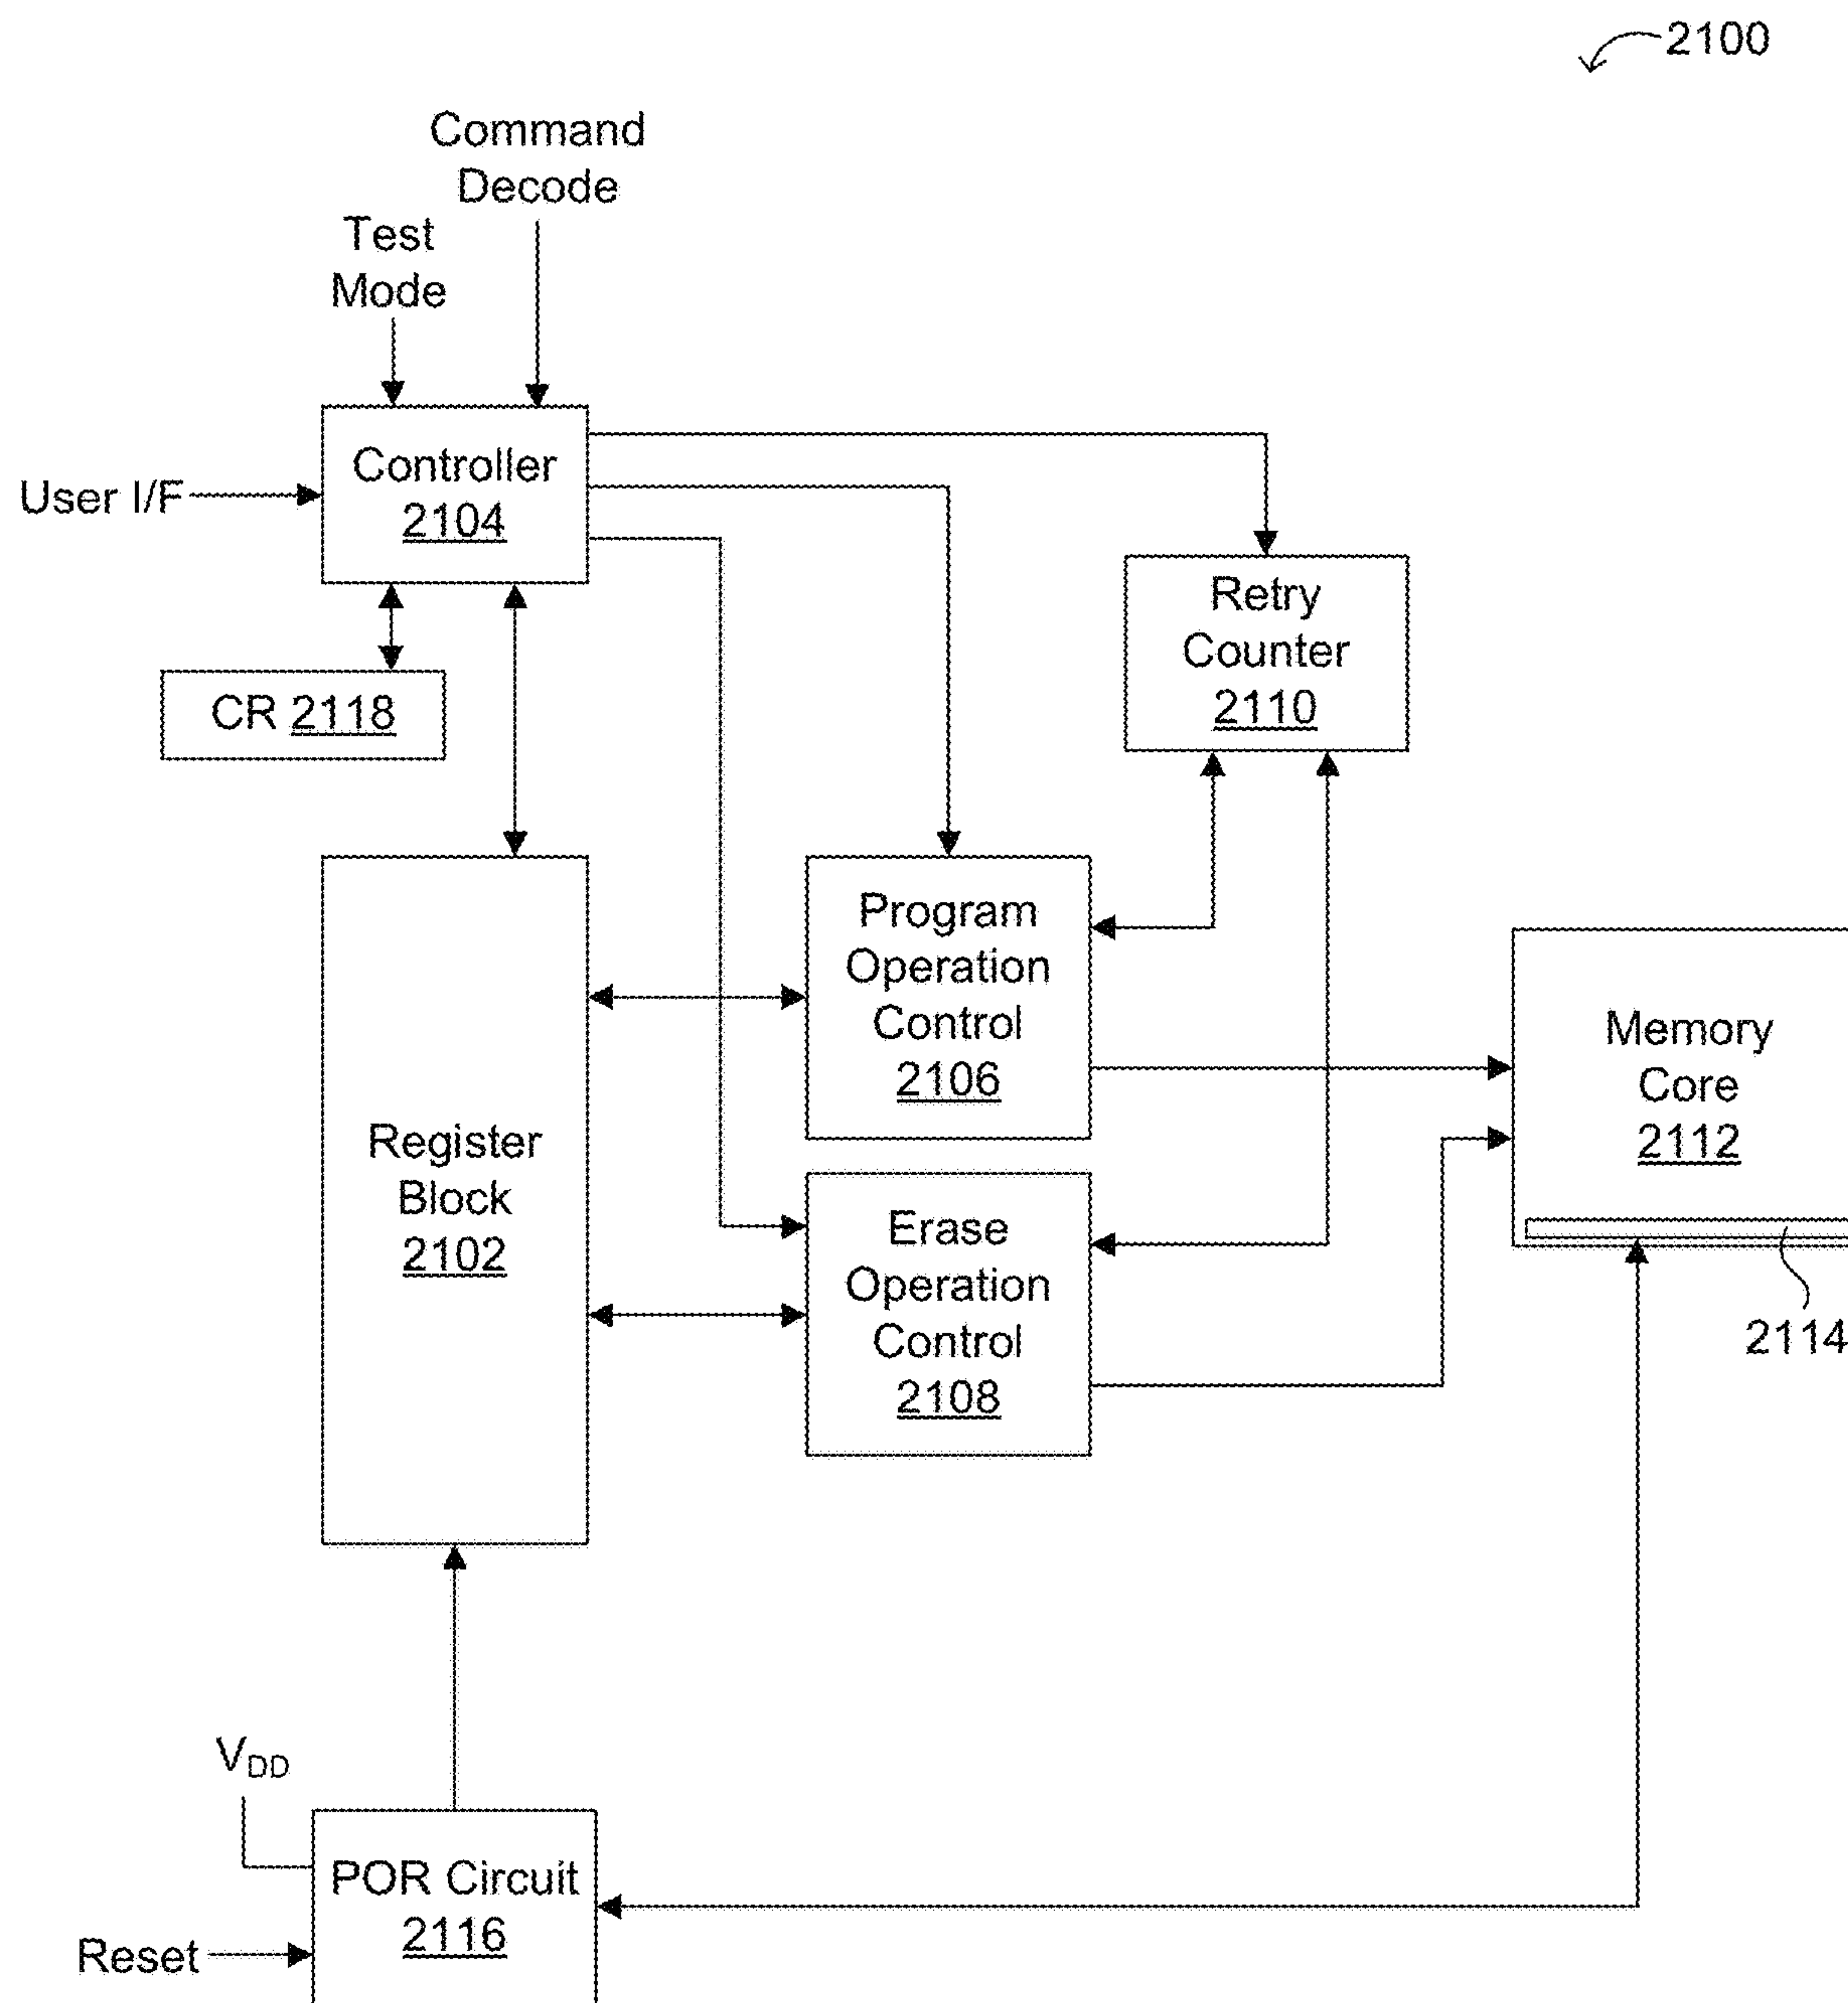 2100
Command
Decode
Test
Mode
Controller
2104
User I/F
Retry
Counter
2110
CR 2118
Program
Operation
Control
2106
Memory
Core
2112
Register
Block
2102
Erase
Operation
Control
2108
2114
VDD
POR Circuit
2116
Reset